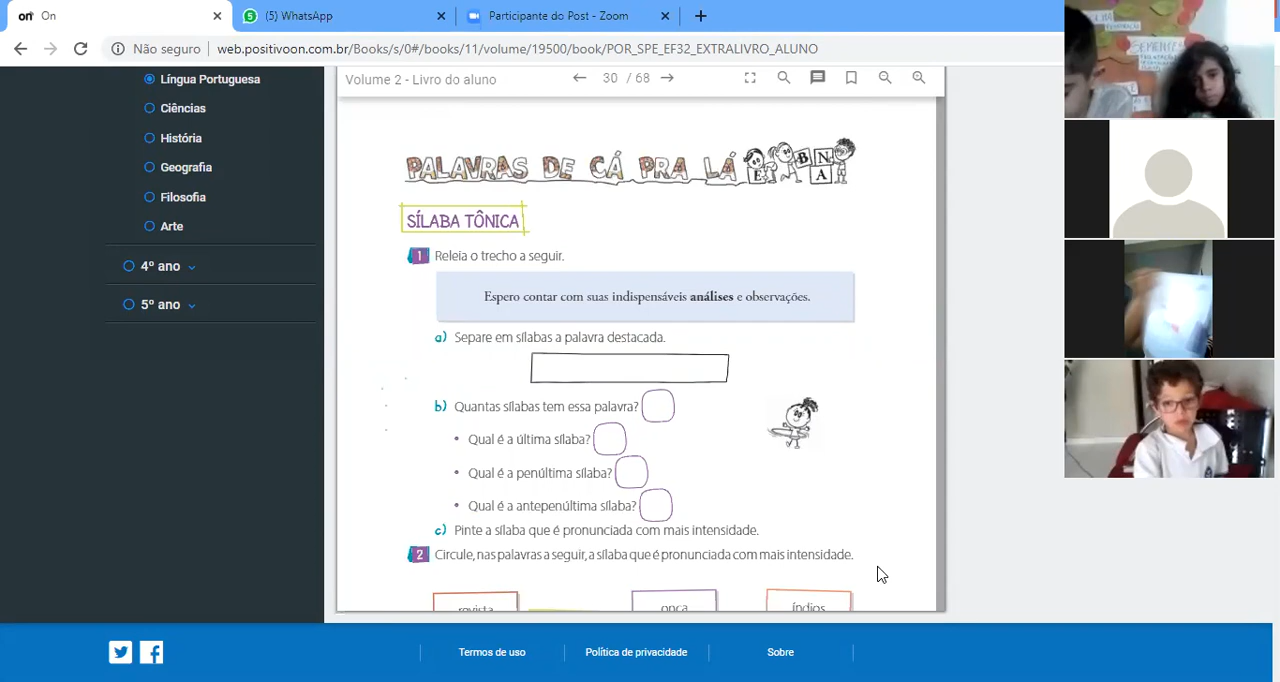 on On
(5) WhatsApp
Participante do Post - Zoom
Não seguro
web.positivoon.com.br/Books/s/0#/books/11/volume/19500/book/POR_SPE_EF32_EXTRALIVRO_ALUNO
Língua Portuguesa
Ciências
História
Geografia
Filosofia
Arte
4º ano
5º ano
Volume 2 - Livro do aluno
30 / 68
PALAVRAS DE CÁ PRA LÁ
E B N A
SÍLABA TÔNICA
1 Releia o trecho a seguir.
Espero contar com suas indispensáveis análises e observações.
a) Separe em sílabas a palavra destacada.
b) Quantas sílabas tem essa palavra?
• Qual é a última sílaba?
• Qual é a penúltima sílaba?
• Qual é a antepenúltima sílaba?
c) Pinte a sílaba que é pronunciada com mais intensidade.
2 Circule, nas palavras a seguir, a sílaba que é pronunciada com mais intensidade.
revista
onça
índios
Termos de uso
Política de privacidade
Sobre